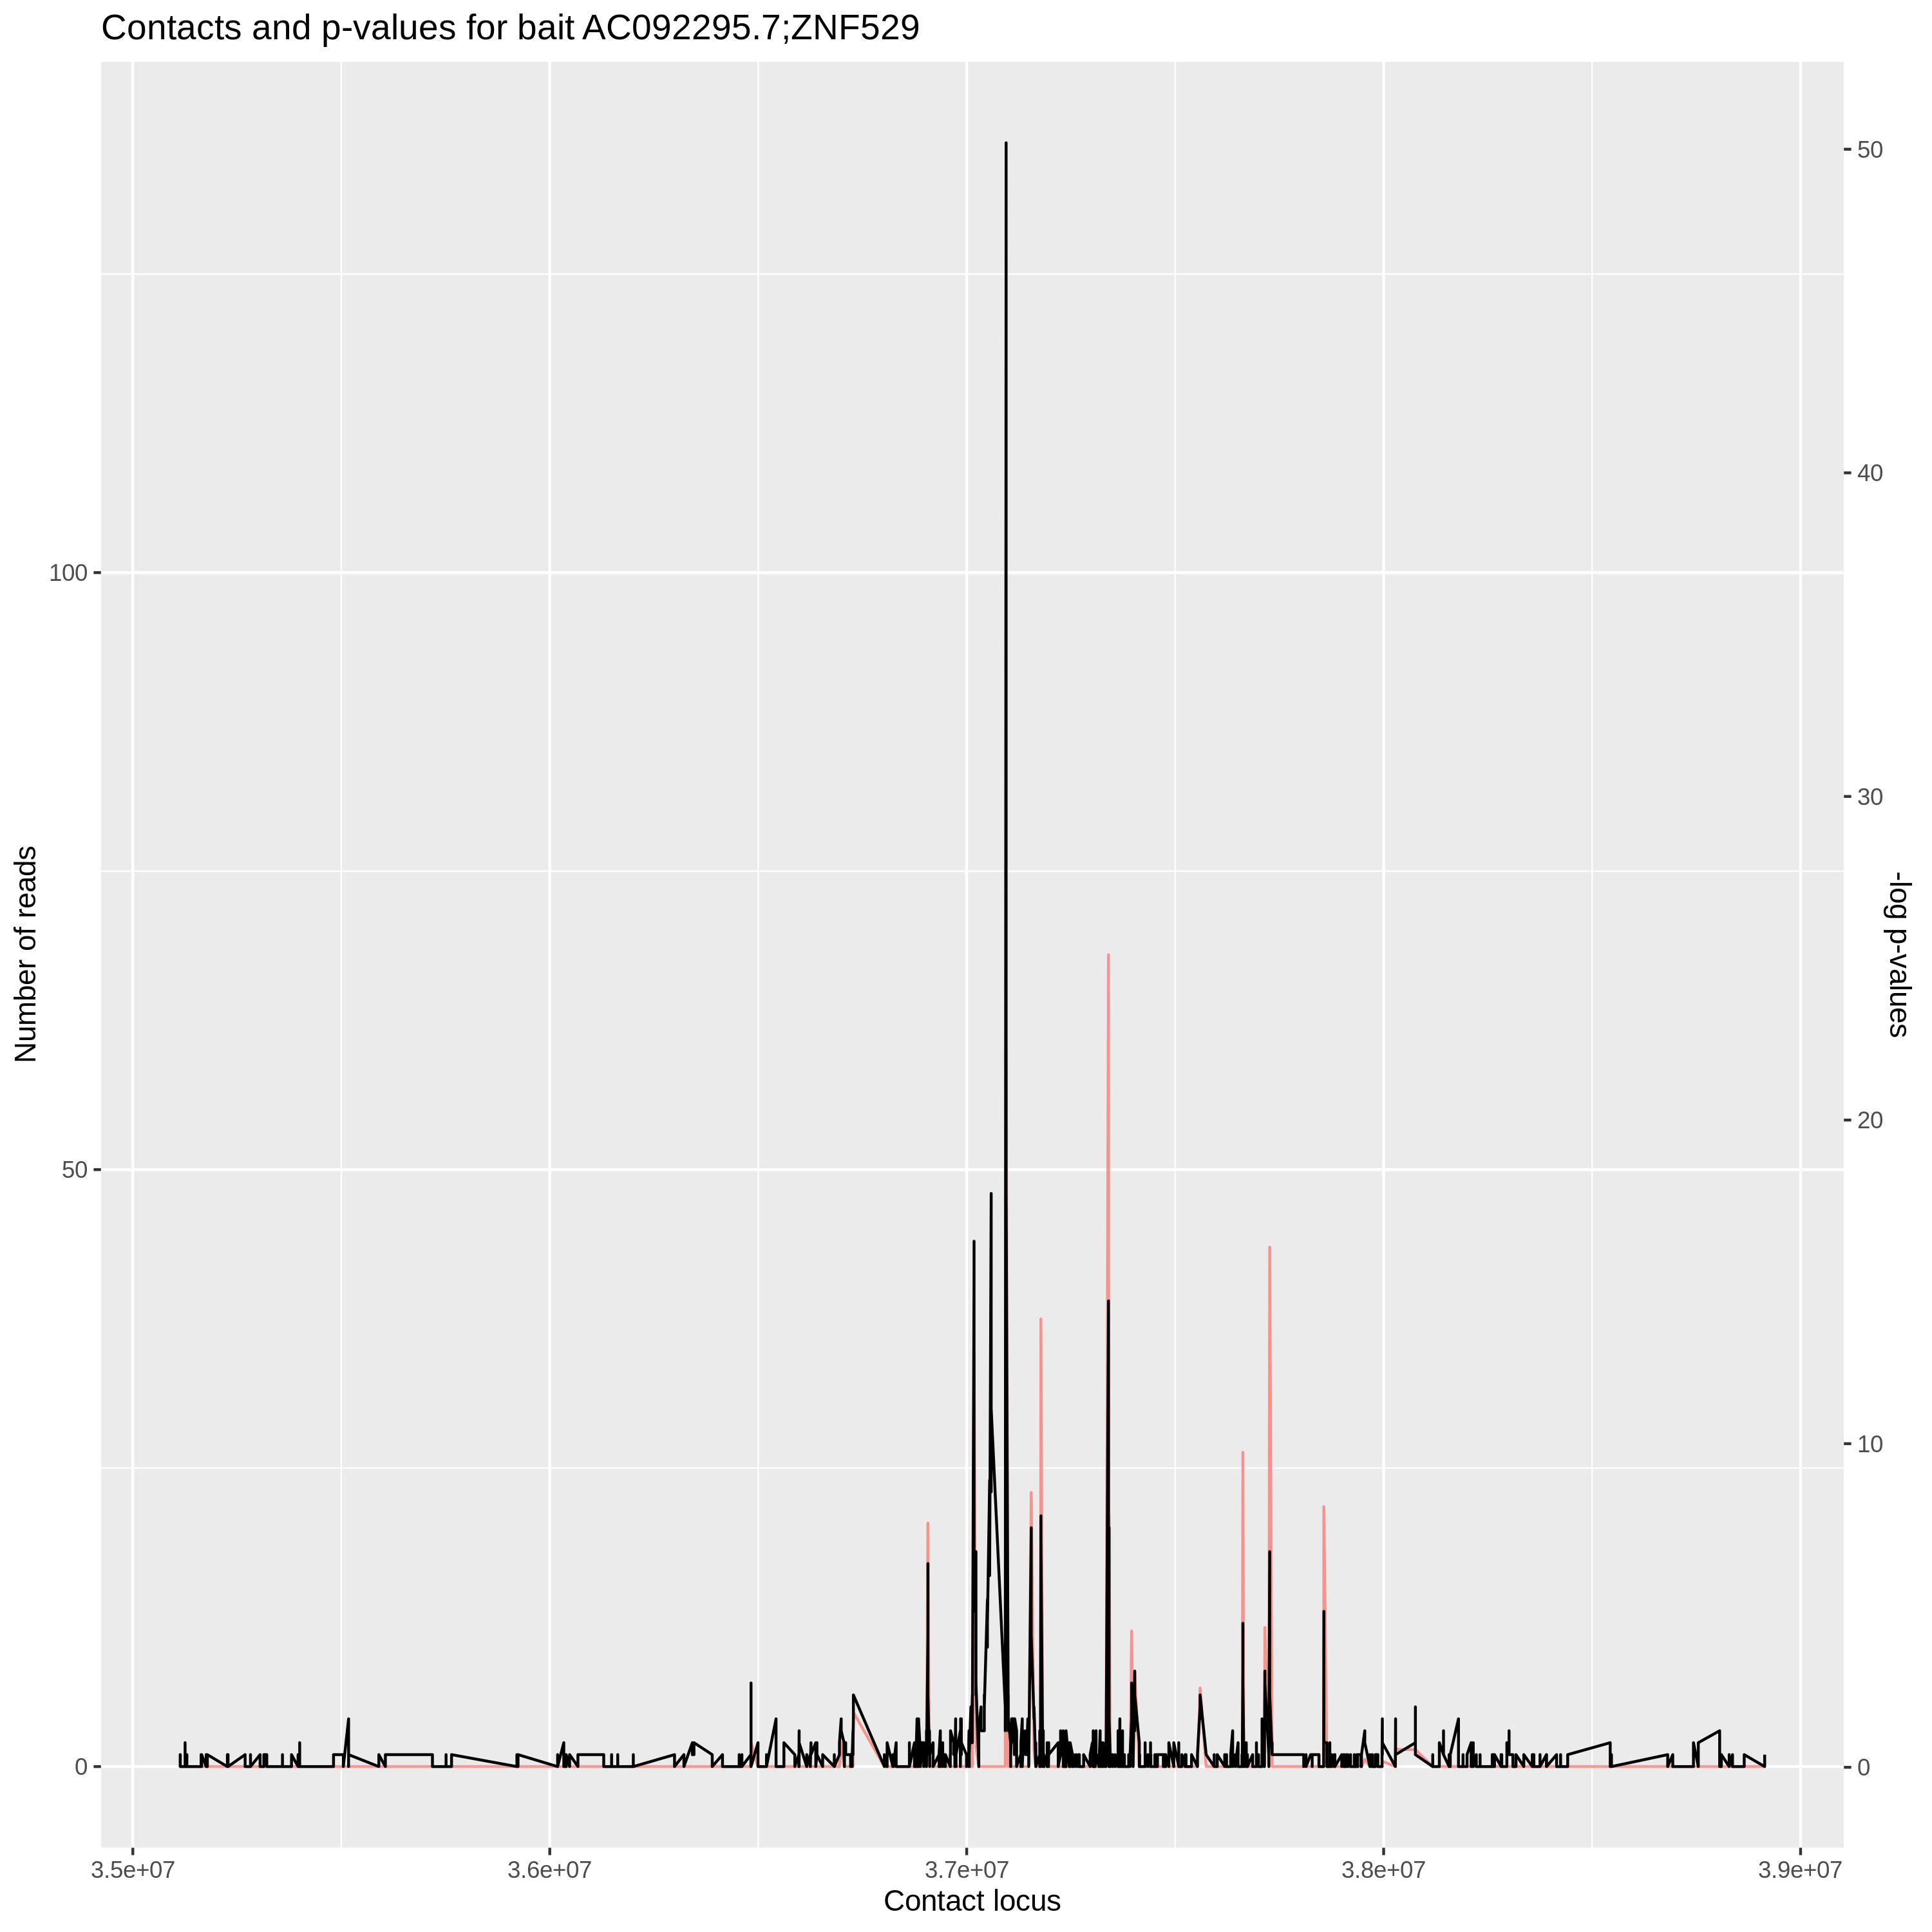 Contacts and p-values for bait AC092295.7;ZNF529
Number of reads
100
50
0
50
40
30
20
10
0
-log p-values
3.5e+07 3.6e+07 3.7e+07 3.8e+07 3.9e+07
Contact locus